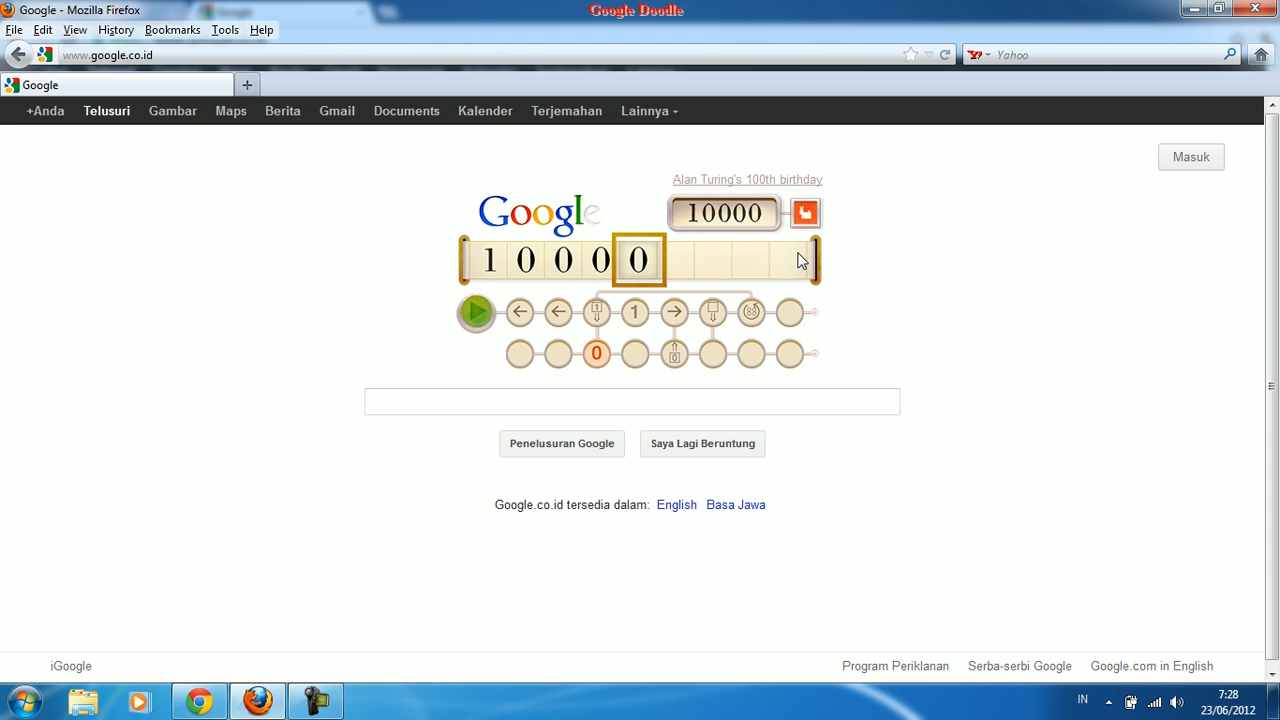 Google - Mozilla Firefox
Google Doodle
File Edit View History Bookmarks Tools Help
www.google.co.id
Yahoo
Google
+Anda Telusuri Gambar Maps Berita Gmail Documents Kalender Terjemahan Lainnya
Masuk
Alan Turing's 100th birthday
Google
10000
1 0 0 0 0
1 1
0 0
Penelusuran Google Saya Lagi Beruntung
Google.co.id tersedia dalam: English Basa Jawa
iGoogle Program Periklanan Serba-serbi Google Google.com in English
IN 7:28
23/06/2012